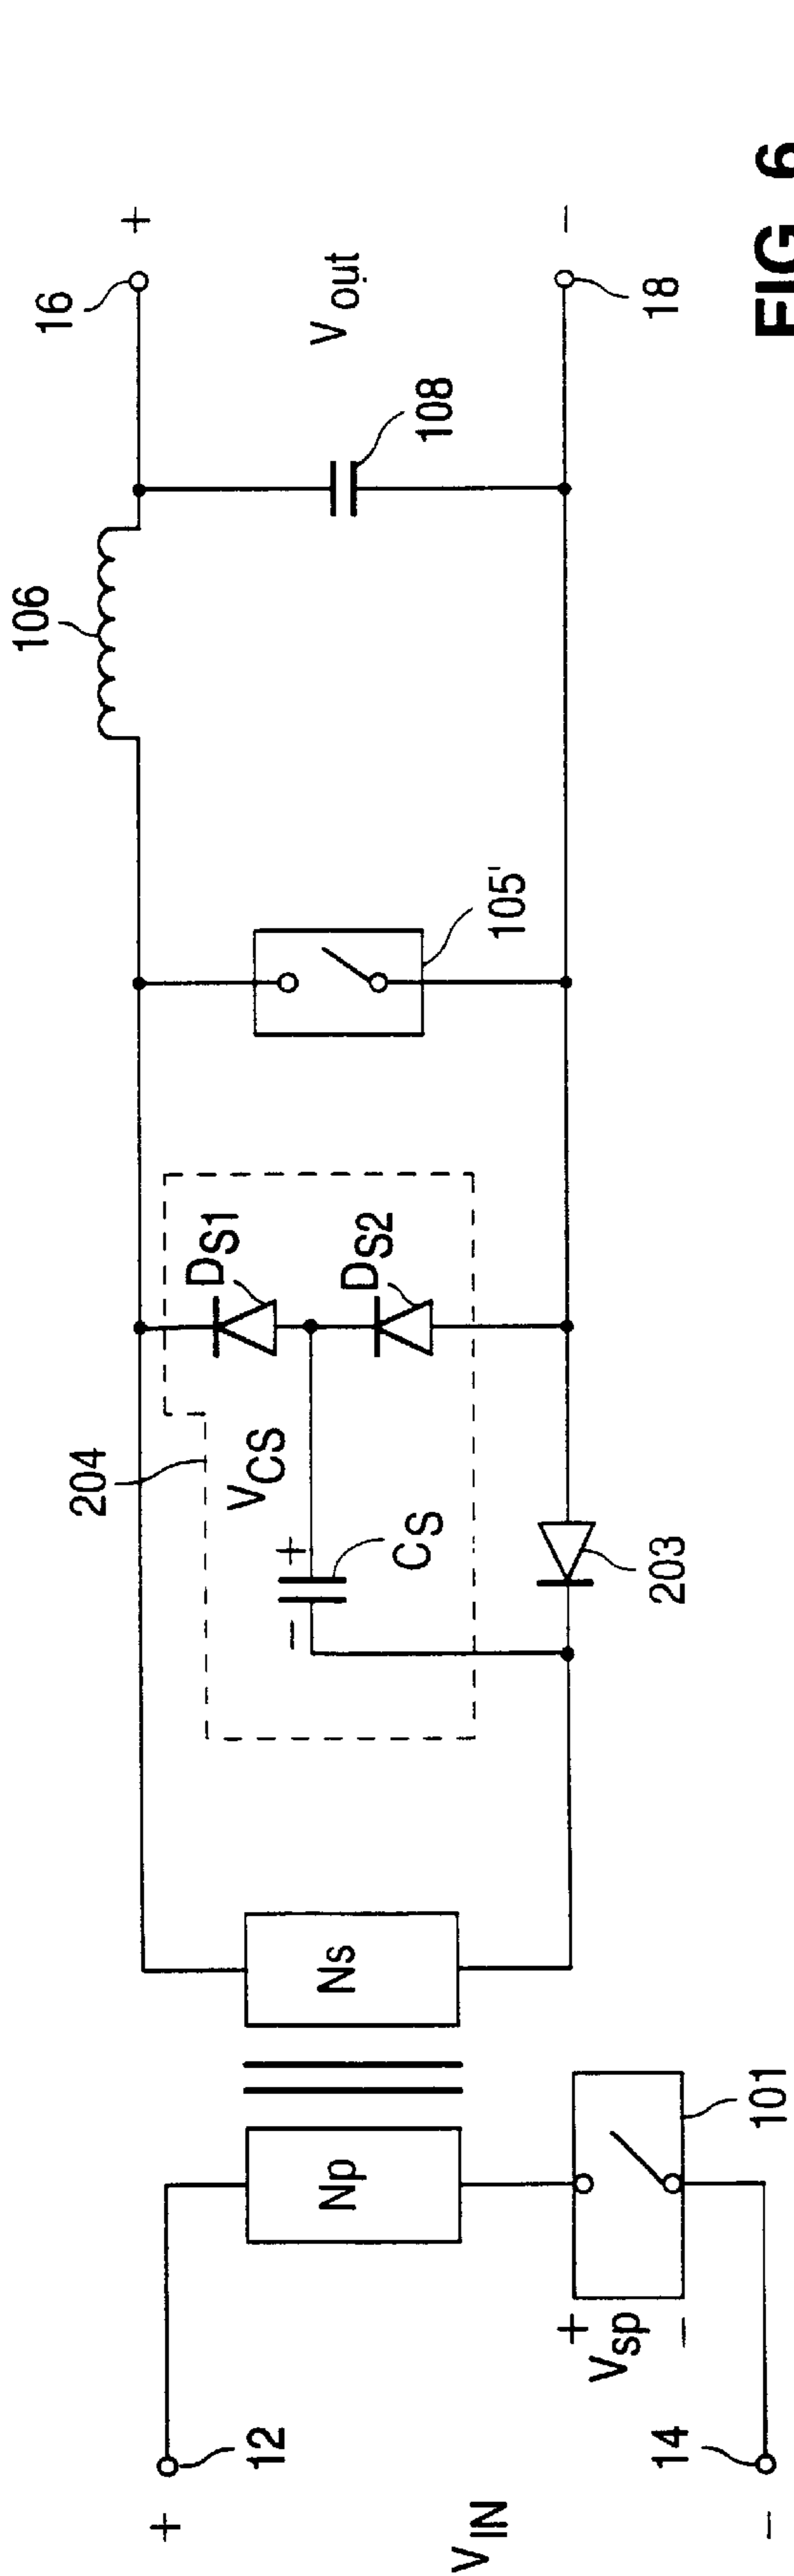 +
12
V_IN
14
−
Np
+
V_sp
−
101
Ns
204
V_CS
−
+
C_S
D_S1
D_S2
203
105'
106
108
16
+
V_out
−
18
FIG. 6